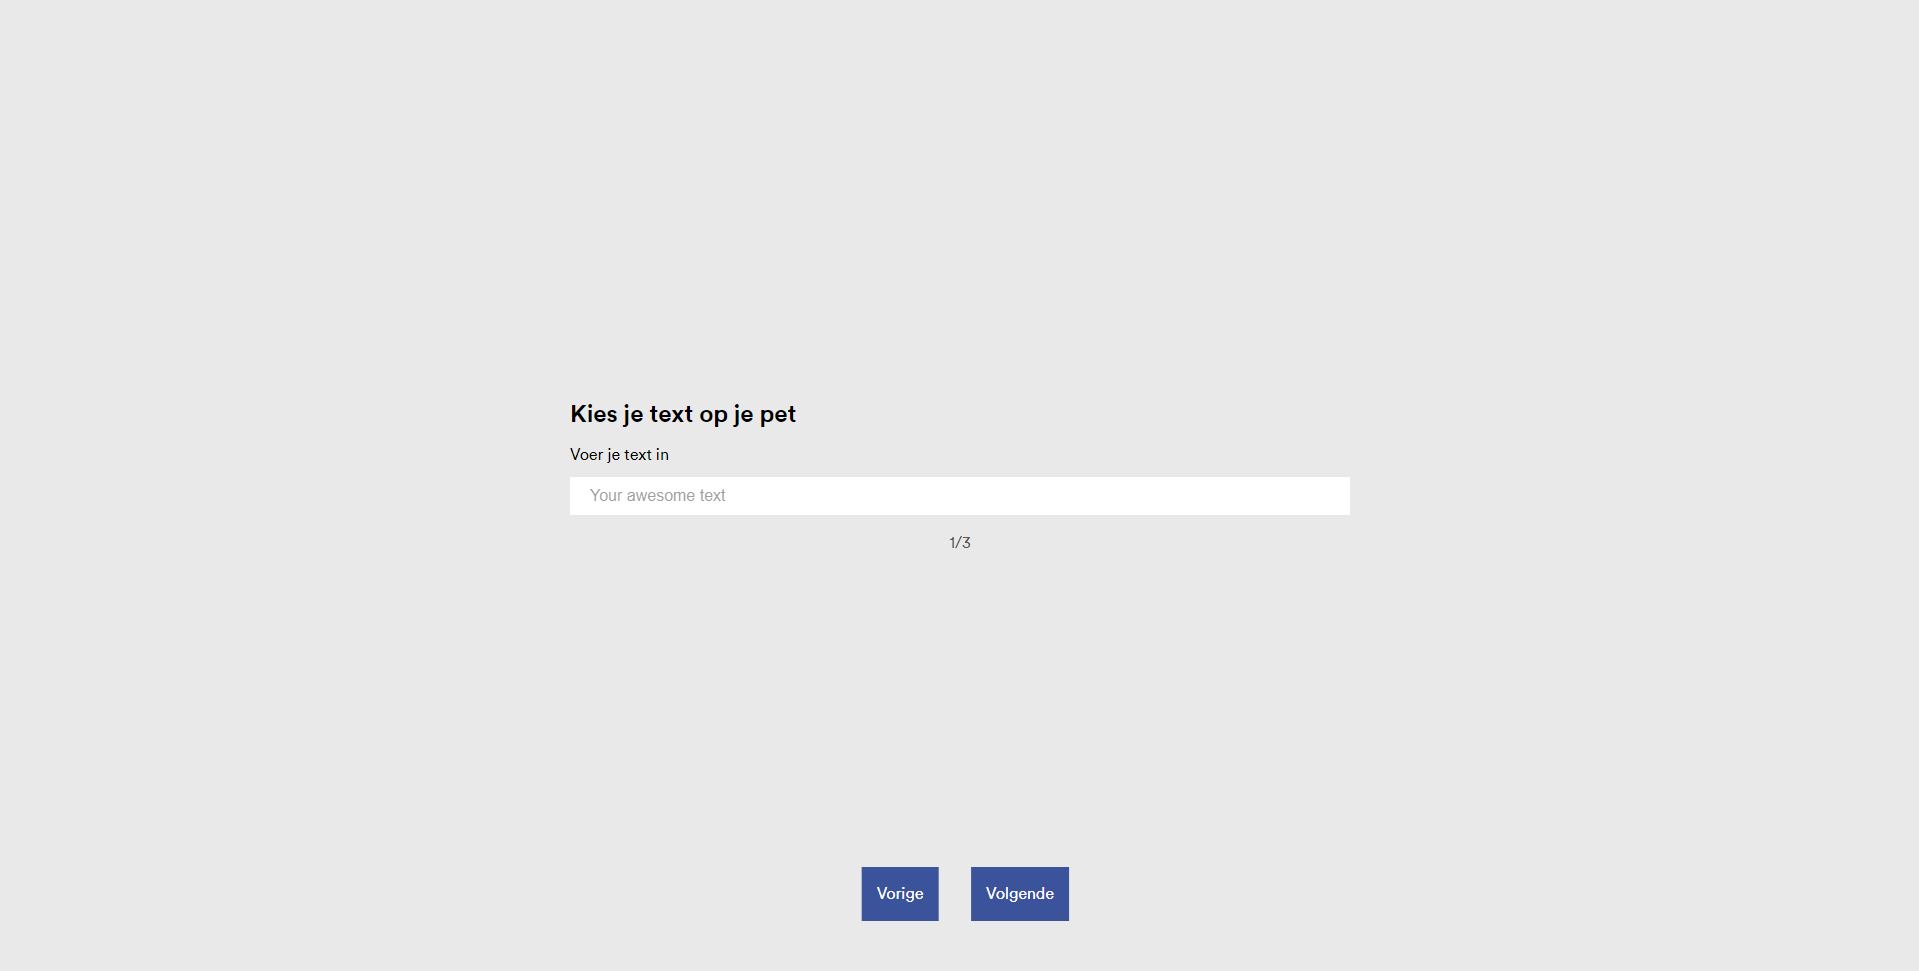 Kies je text op je pet
Voer je text in
Your awesome text
1/3
Vorige
Volgende